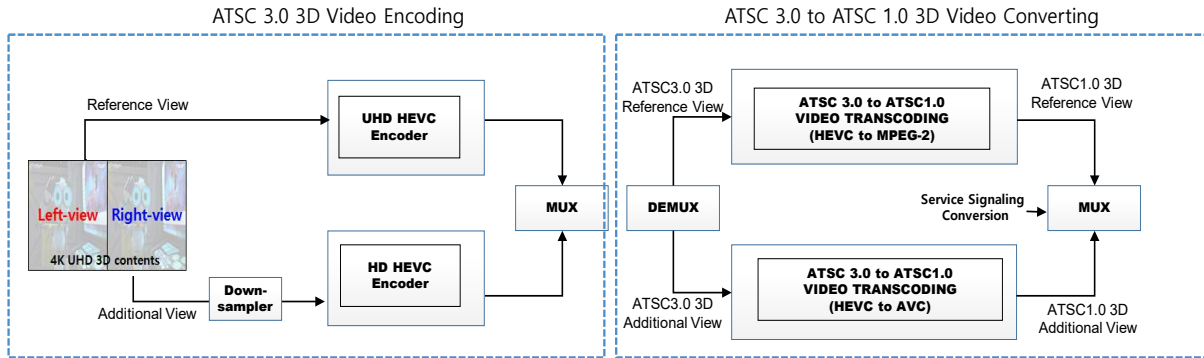 ATSC 3.0 3D Video Encoding
Reference View
UHD HEVC
Encoder
Left-view
Right-view
4K UHD 3D contents
MUX
HD HEVC
Encoder
Down-
sampler
Additional View
ATSC 3.0 to ATSC 1.0 3D Video Converting
ATSC3.0 3D
Reference View
ATSC 3.0 to ATSC1.0
VIDEO TRANSCODING
(HEVC to MPEG-2)
ATSC1.0 3D
Reference View
DEMUX
Service Signaling
Conversion
MUX
ATSC 3.0 to ATSC1.0
VIDEO TRANSCODING
(HEVC to AVC)
ATSC3.0 3D
Additional View
ATSC1.0 3D
Additional View